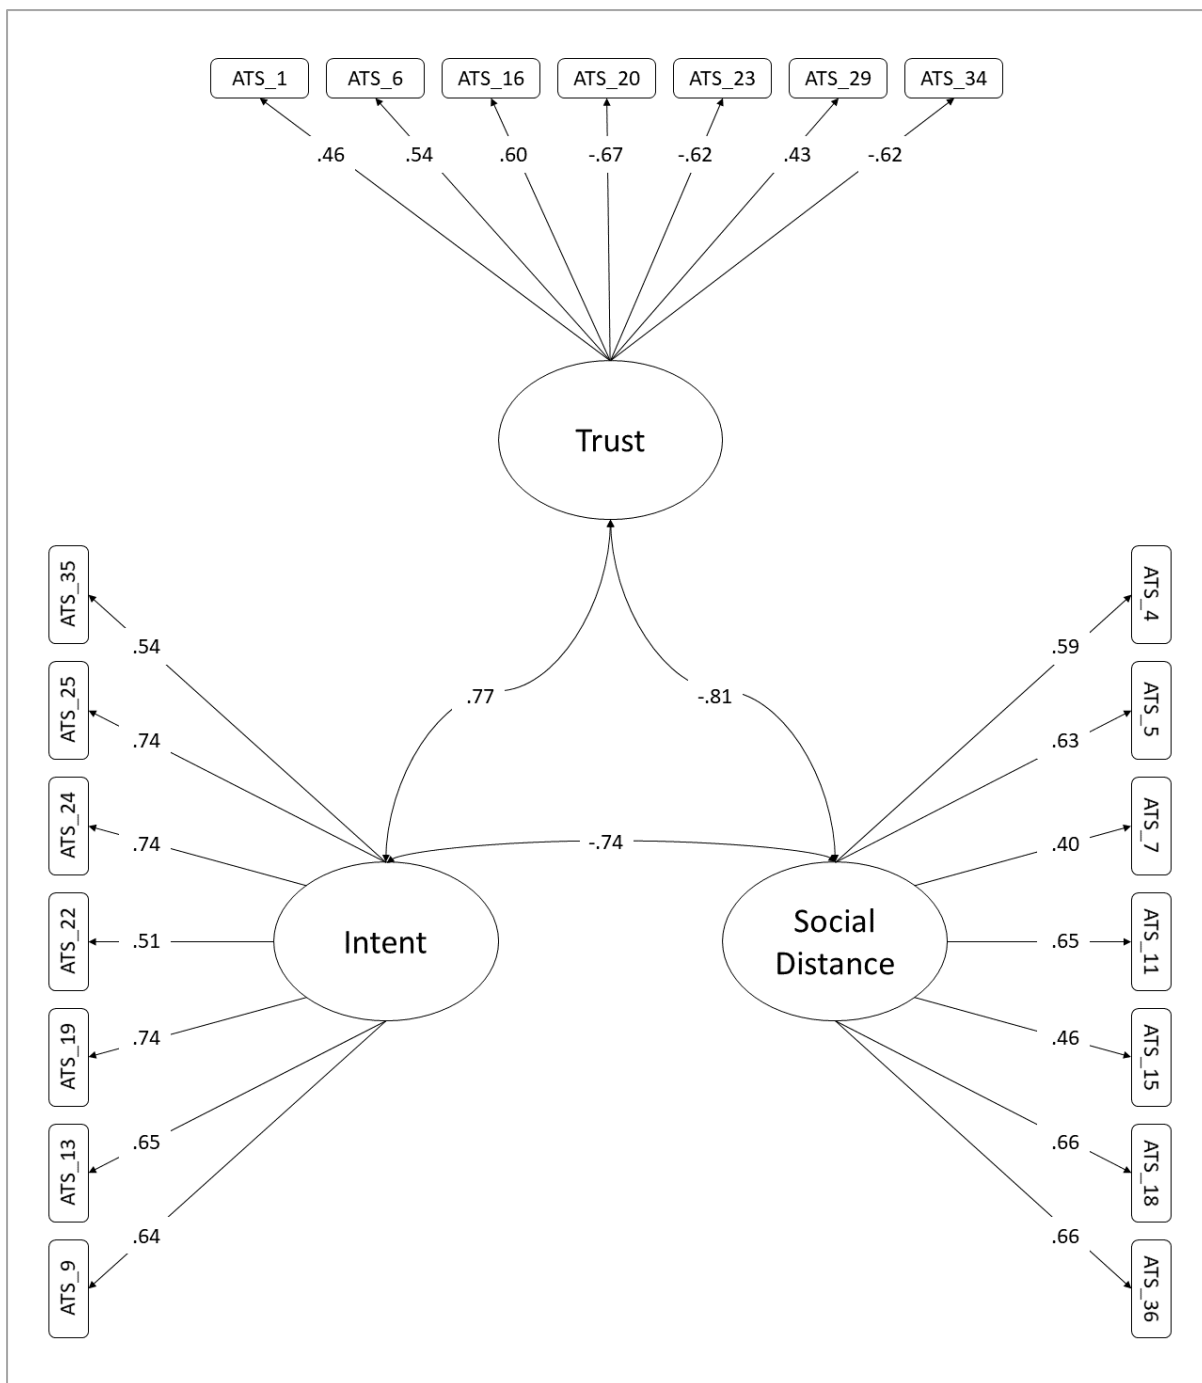 ATS_1
ATS_6
ATS_16
ATS_20
ATS_23
ATS_29
ATS_34
.46
.54
.60
-.67
-.62
.43
-.62
Trust
ATS_35
ATS_25
ATS_24
ATS_22
ATS_19
ATS_13
ATS_9
.54
.74
.74
.51
.74
.65
.64
.77
-.81
-.74
Intent
Social
Distance
.59
.63
.40
.65
.46
.66
.66
ATS_4
ATS_5
ATS_7
ATS_11
ATS_15
ATS_18
ATS_36